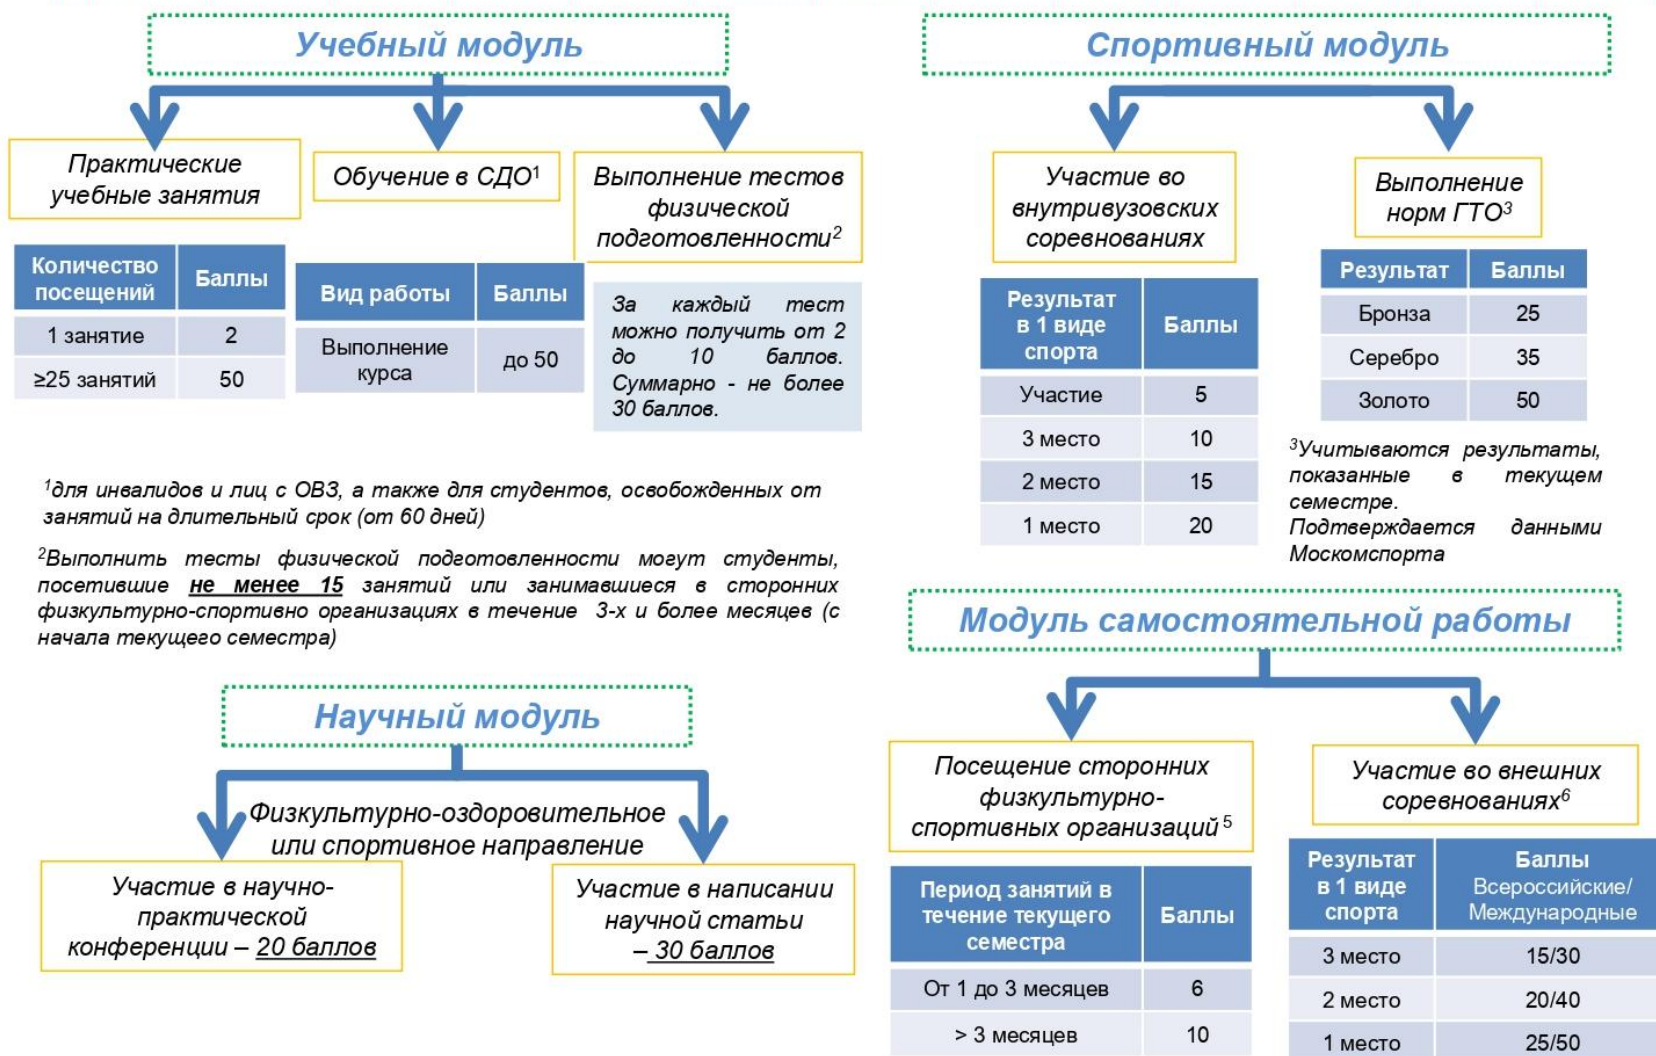 Учебный модуль
Практические
учебные занятия
Обучение в СДО¹
Выполнение тестов
физической
подготовленности²
Количество
посещений
Баллы
1 занятие
2
≥25 занятий
50
Вид работы
Баллы
Выполнение
курса
до 50
За каждый тест
можно получить от 2
до 10 баллов.
Суммарно - не более
30 баллов.
¹для инвалидов и лиц с ОВЗ, а также для студентов, освобожденных от
занятий на длительный срок (от 60 дней)
²Выполнить тесты физической подготовленности могут студенты,
посетившие не менее 15 занятий или занимавшиеся в сторонних
физкультурно-спортивно организациях в течение 3-х и более месяцев (с
начала текущего семестра)
Спортивный модуль
Участие во
внутривузовских
соревнованиях
Выполнение
норм ГТО³
Результат
в 1 виде
спорта
Баллы
Участие
5
3 место
10
2 место
15
1 место
20
Результат
Баллы
Бронза
25
Серебро
35
Золото
50
³Учитываются результаты,
показанные в текущем
семестре.
Подтверждается данными
Москомспорта
Научный модуль
Физкультурно-оздоровительное
или спортивное направление
Участие в научно-
практической
конференции – 20 баллов
Участие в написании
научной статьи
– 30 баллов
Модуль самостоятельной работы
Посещение сторонних
физкультурно-
спортивных организаций ⁵
Участие во внешних
соревнованиях⁶
Период занятий в
течение текущего
семестра
Баллы
От 1 до 3 месяцев
6
> 3 месяцев
10
Результат
в 1 виде
спорта
Баллы
Всероссийские/
Международные
3 место
15/30
2 место
20/40
1 место
25/50